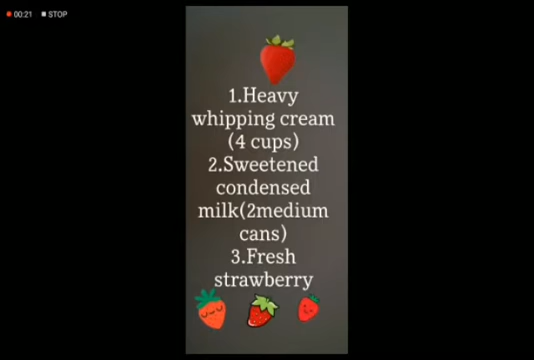 00:21 STOP
1.Heavy
whipping cream
(4 cups)
2.Sweetened
condensed
milk(2medium
cans)
3.Fresh
strawberry